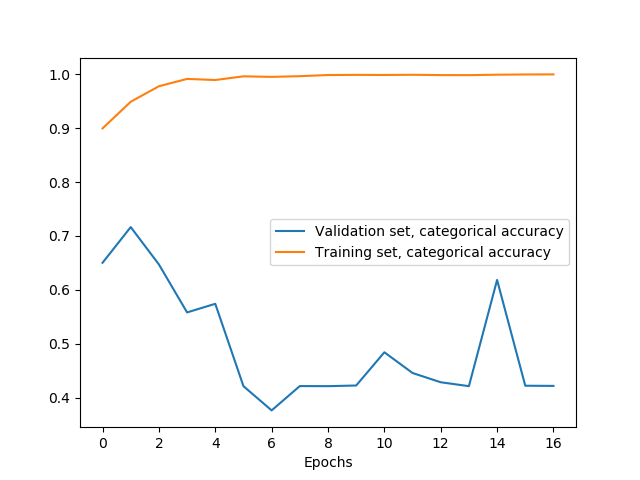 1.0
0.9
0.8
0.7
0.6
0.5
0.4
Validation set, categorical accuracy
Training set, categorical accuracy
0 2 4 6 8 10 12 14 16
Epochs